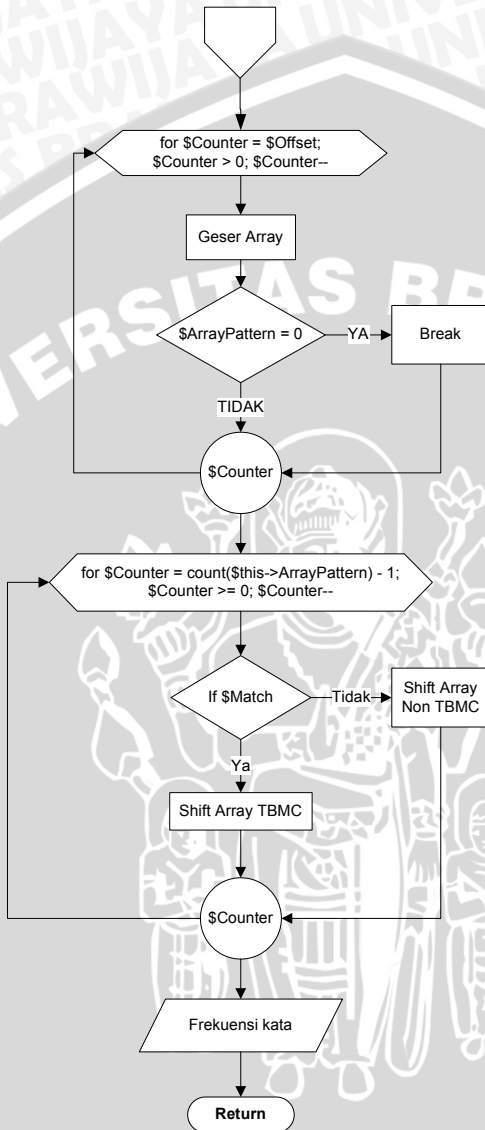 for $Counter = $Offset;
$Counter > 0; $Counter--
Geser Array
$ArrayPattern = 0
YA
Break
TIDAK
$Counter
for $Counter = count($this->ArrayPattern) - 1;
$Counter >= 0; $Counter--
If $Match
Tidak
Shift Array
Non TBMC
Ya
Shift Array TBMC
$Counter
Frekuensi kata
Return